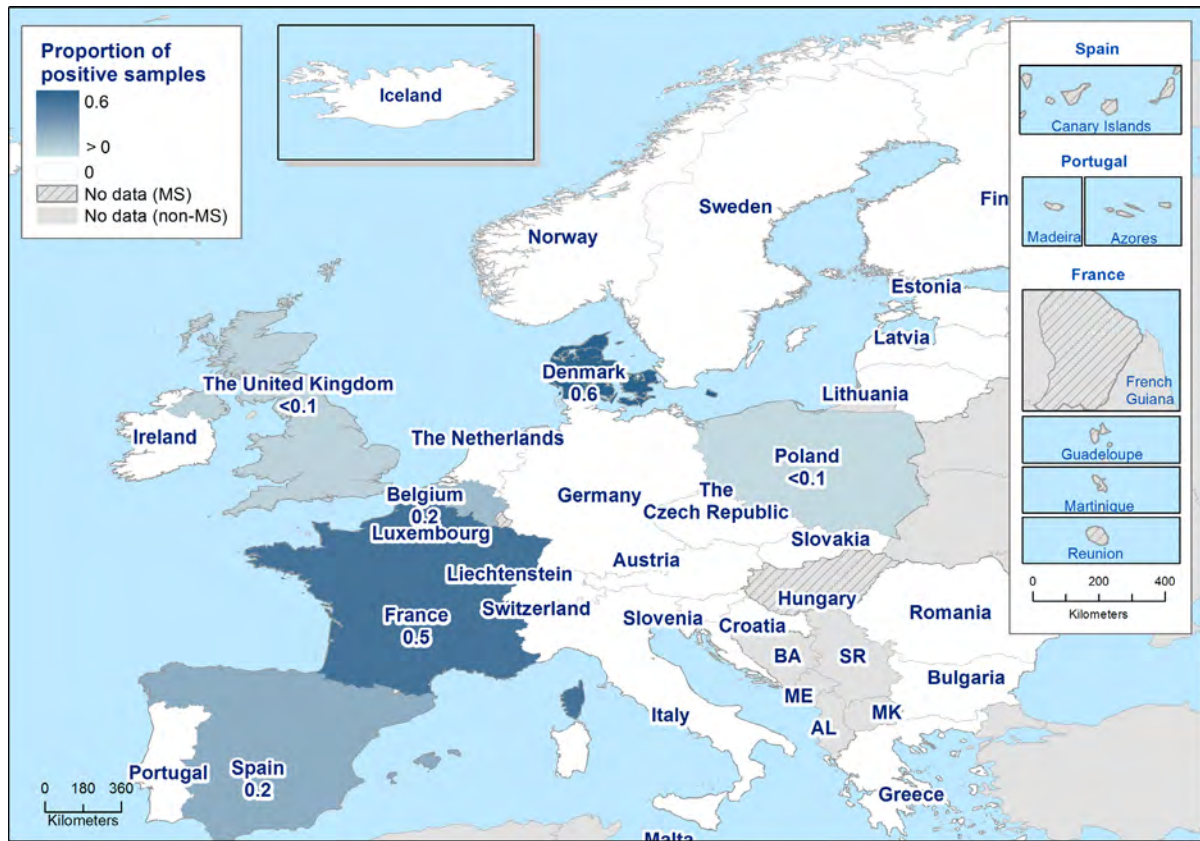 Proportion of
positive samples
0.6
> 0
0
No data (MS)
No data (non-MS)
Iceland
Spain
Canary Islands
Portugal
Madeira
Azores
France
French
Guiana
Guadeloupe
Martinique
Reunion
0 200 400
Kilometers
Sweden
Fin
Norway
Estonia
Latvia
Denmark
0.6
The United Kingdom
<0.1
Lithuania
Ireland
The Netherlands
Poland
<0.1
Belgium
0.2
Germany
The
Czech Republic
Luxembourg
Slovakia
Austria
Liechtenstein
Hungary
Switzerland
France
0.5
Slovenia
Croatia
Romania
BA
SR
Bulgaria
ME
MK
Italy
AL
Portugal
Spain
0.2
Greece
0 180 360
Kilometers
Malta